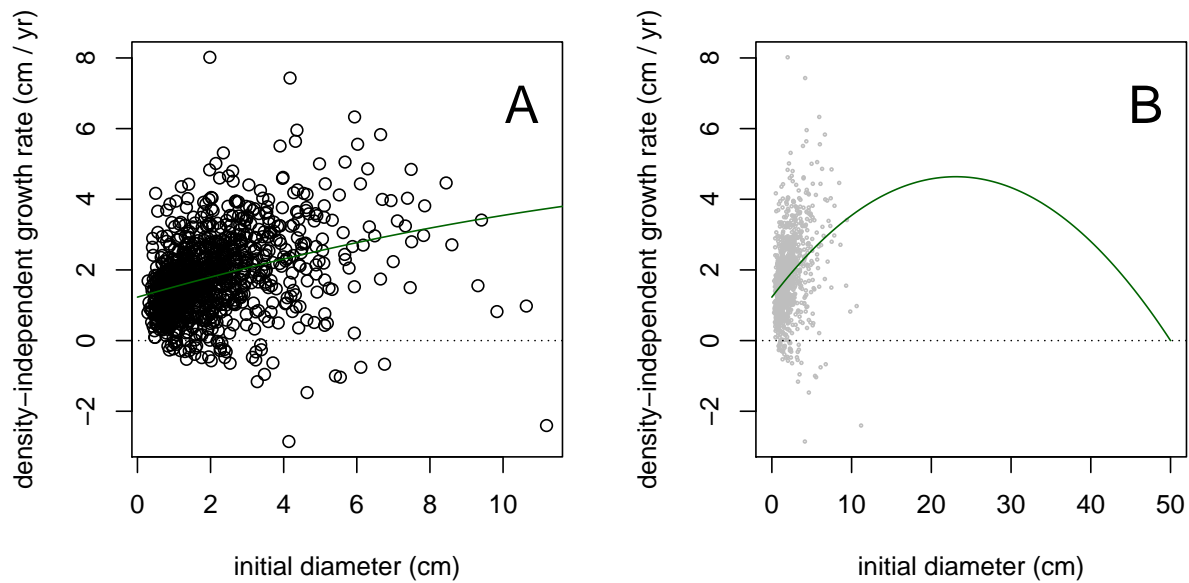 A
density−independent growth rate (cm / yr)
8
6
4
2
0
−2
0 2 4 6 8 10
initial diameter (cm)
B
density−independent growth rate (cm / yr)
8
6
4
2
0
−2
0 10 20 30 40 50
initial diameter (cm)